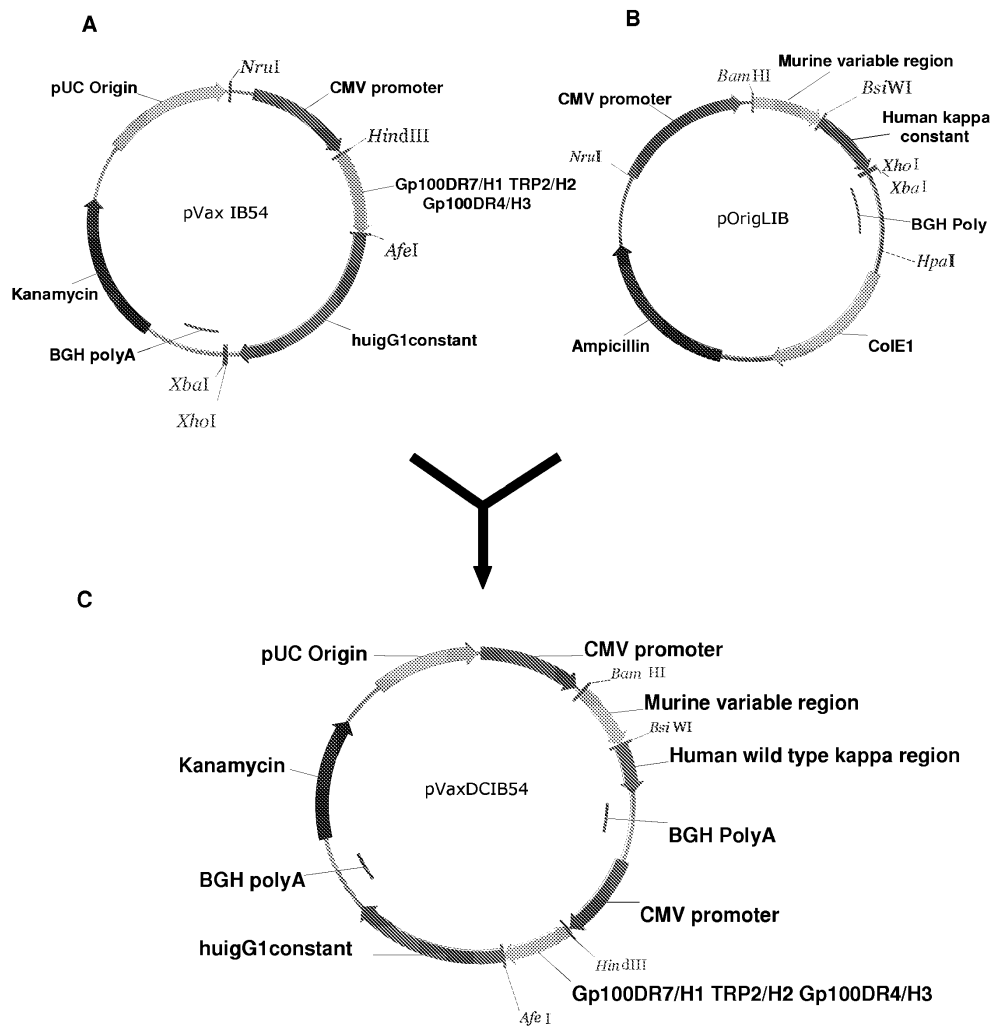 A
NruI
pUC Origin
CMV promoter
HindIII
Gp100DR7/H1 TRP2/H2
Gp100DR4/H3
pVax IB54
AfeI
Kanamycin
huigG1constant
BGH polyA
XbaI
XhoI
B
Murine variable region
BamHI
BsiWI
CMV promoter
Human kappa
constant
NruI
XhoI
XbaI
pOrigLIB
BGH Poly
HpaI
Ampicillin
ColE1
C
pUC Origin
CMV promoter
Bam HI
Murine variable region
BsiWI
Human wild type kappa region
Kanamycin
pVaxDCIB54
BGH PolyA
BGH polyA
CMV promoter
huigG1constant
HindIII
Gp100DR7/H1 TRP2/H2 Gp100DR4/H3
Afe I